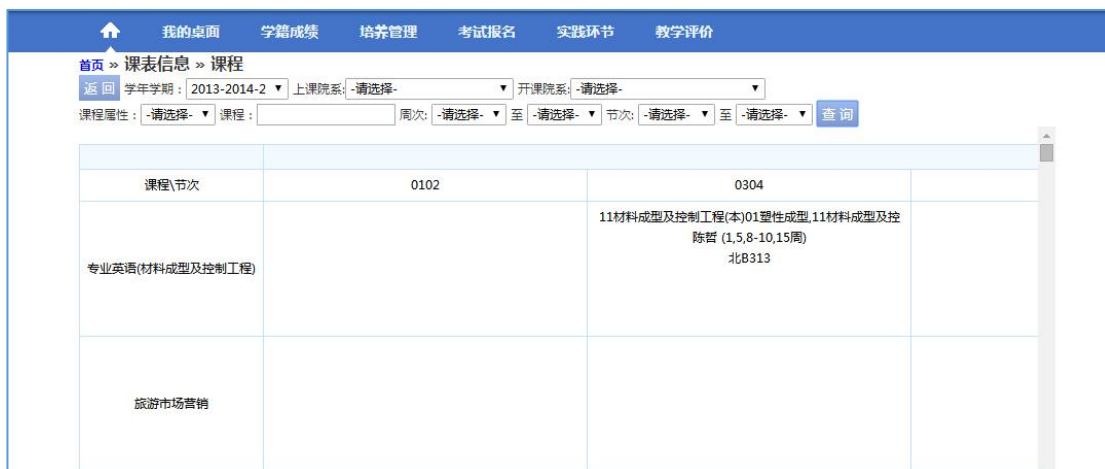 我的桌面 学籍成绩 培养管理 考试报名 实践环节 教学评价
首页 » 课表信息 » 课程
返回 学年学期： 2013-2014-2 上课院系: -请选择- 开课院系: -请选择-
课程属性： -请选择- 课程： 周次: -请选择- 至 -请选择- 节次: -请选择- 至 -请选择- 查询
课程\节次 0102 0304
11材料成型及控制工程(本)01塑性成型,11材料成型及控
陈哲 (1,5,8-10,15周)
专业英语(材料成型及控制工程) 北B313
旅游市场营销